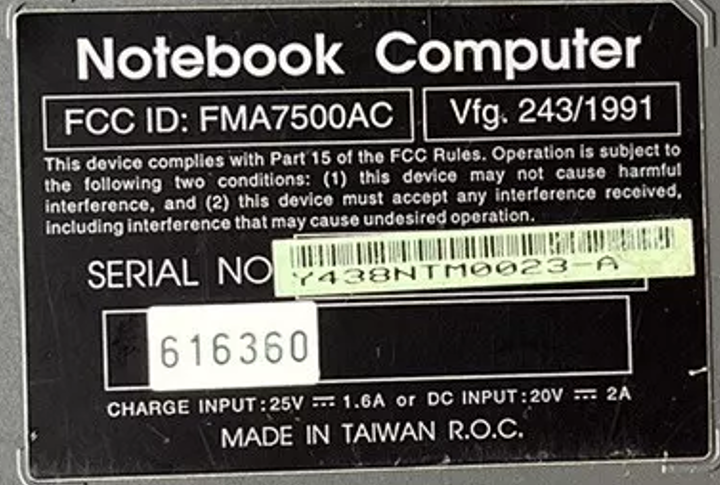 Notebook Computer
FCC ID: FMA7500AC
Vfg. 243/1991
This device complies with Part 15 of the FCC Rules. Operation is subject to
the following two conditions: (1) this device may not cause harmful
interference, and (2) this device must accept any interference received,
including interference that may cause undesired operation.
SERIAL NO
Y438NTM0023-A
616360
CHARGE INPUT:25V ⎓ 1.6A or DC INPUT:20V ⎓ 2A
MADE IN TAIWAN R.O.C.